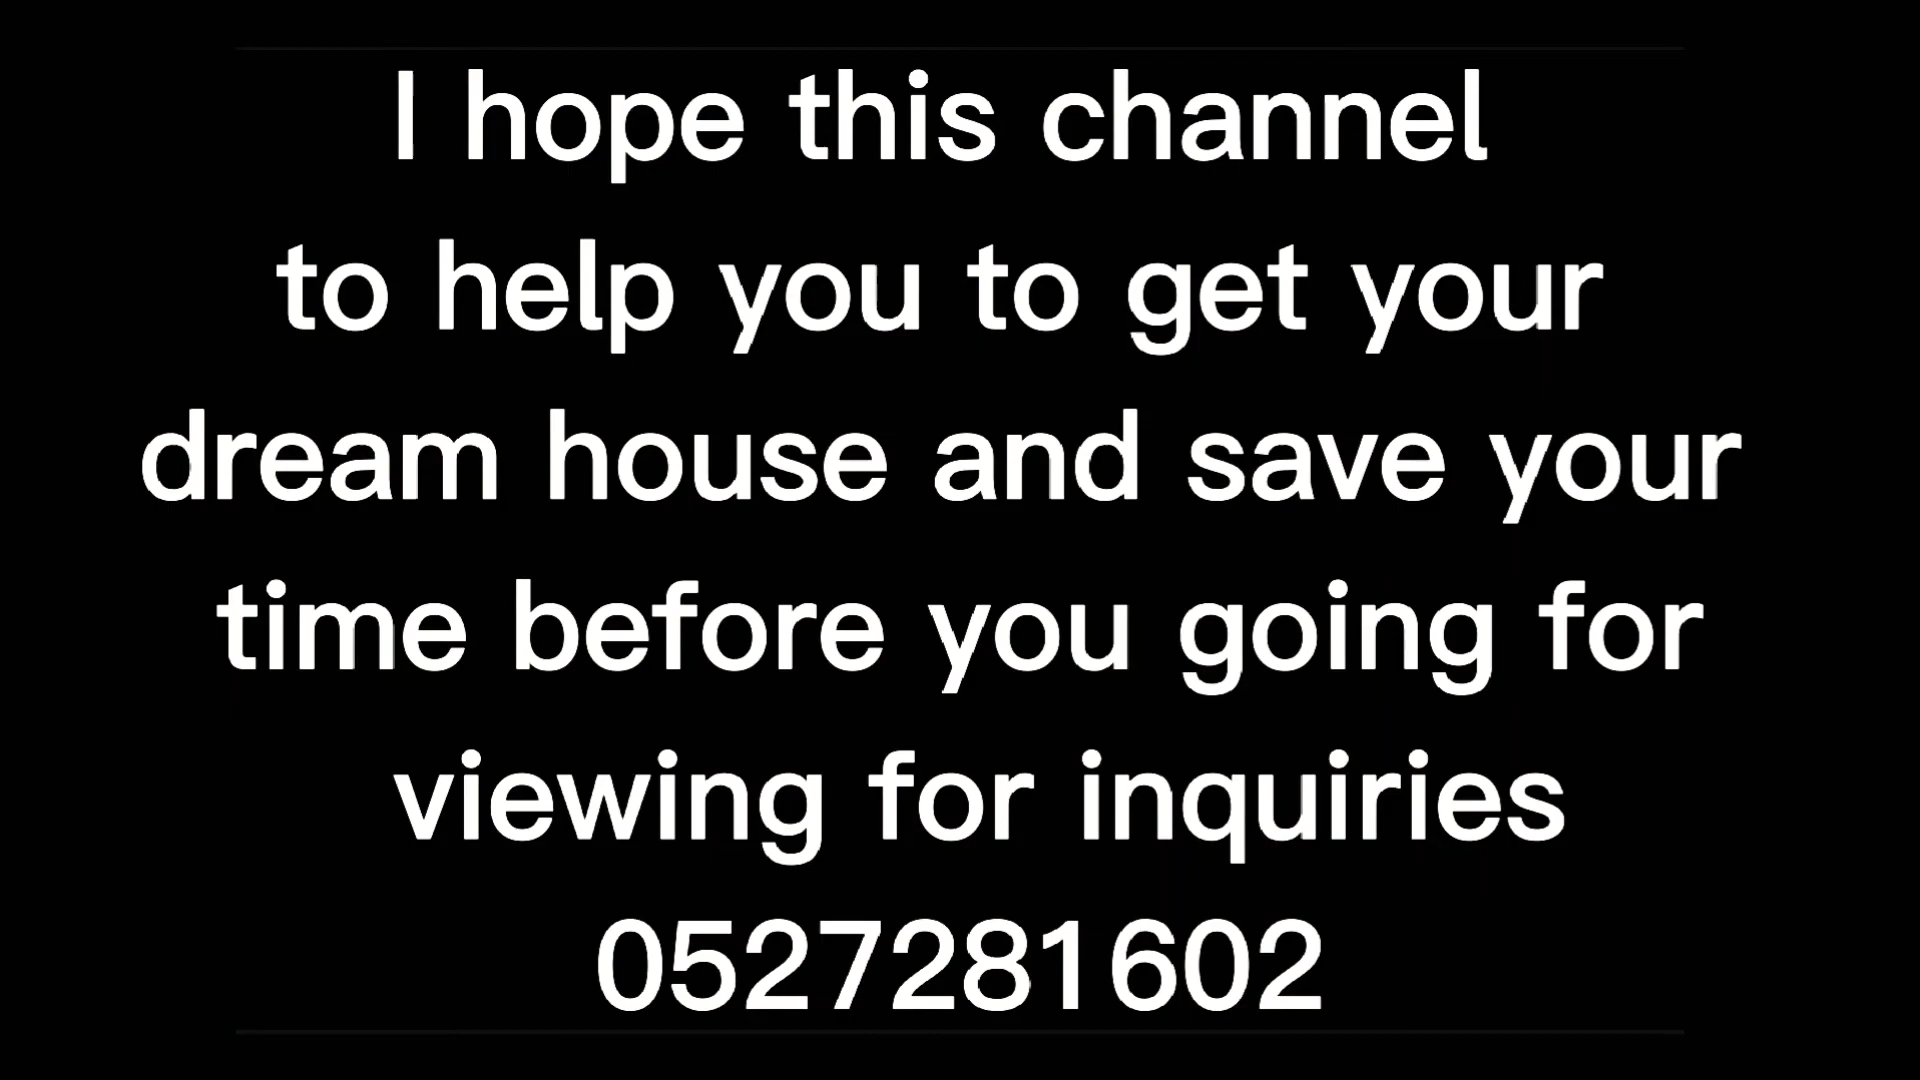 I hope this channel
to help you to get your
dream house and save your
time before you going for
viewing for inquiries
0527281602